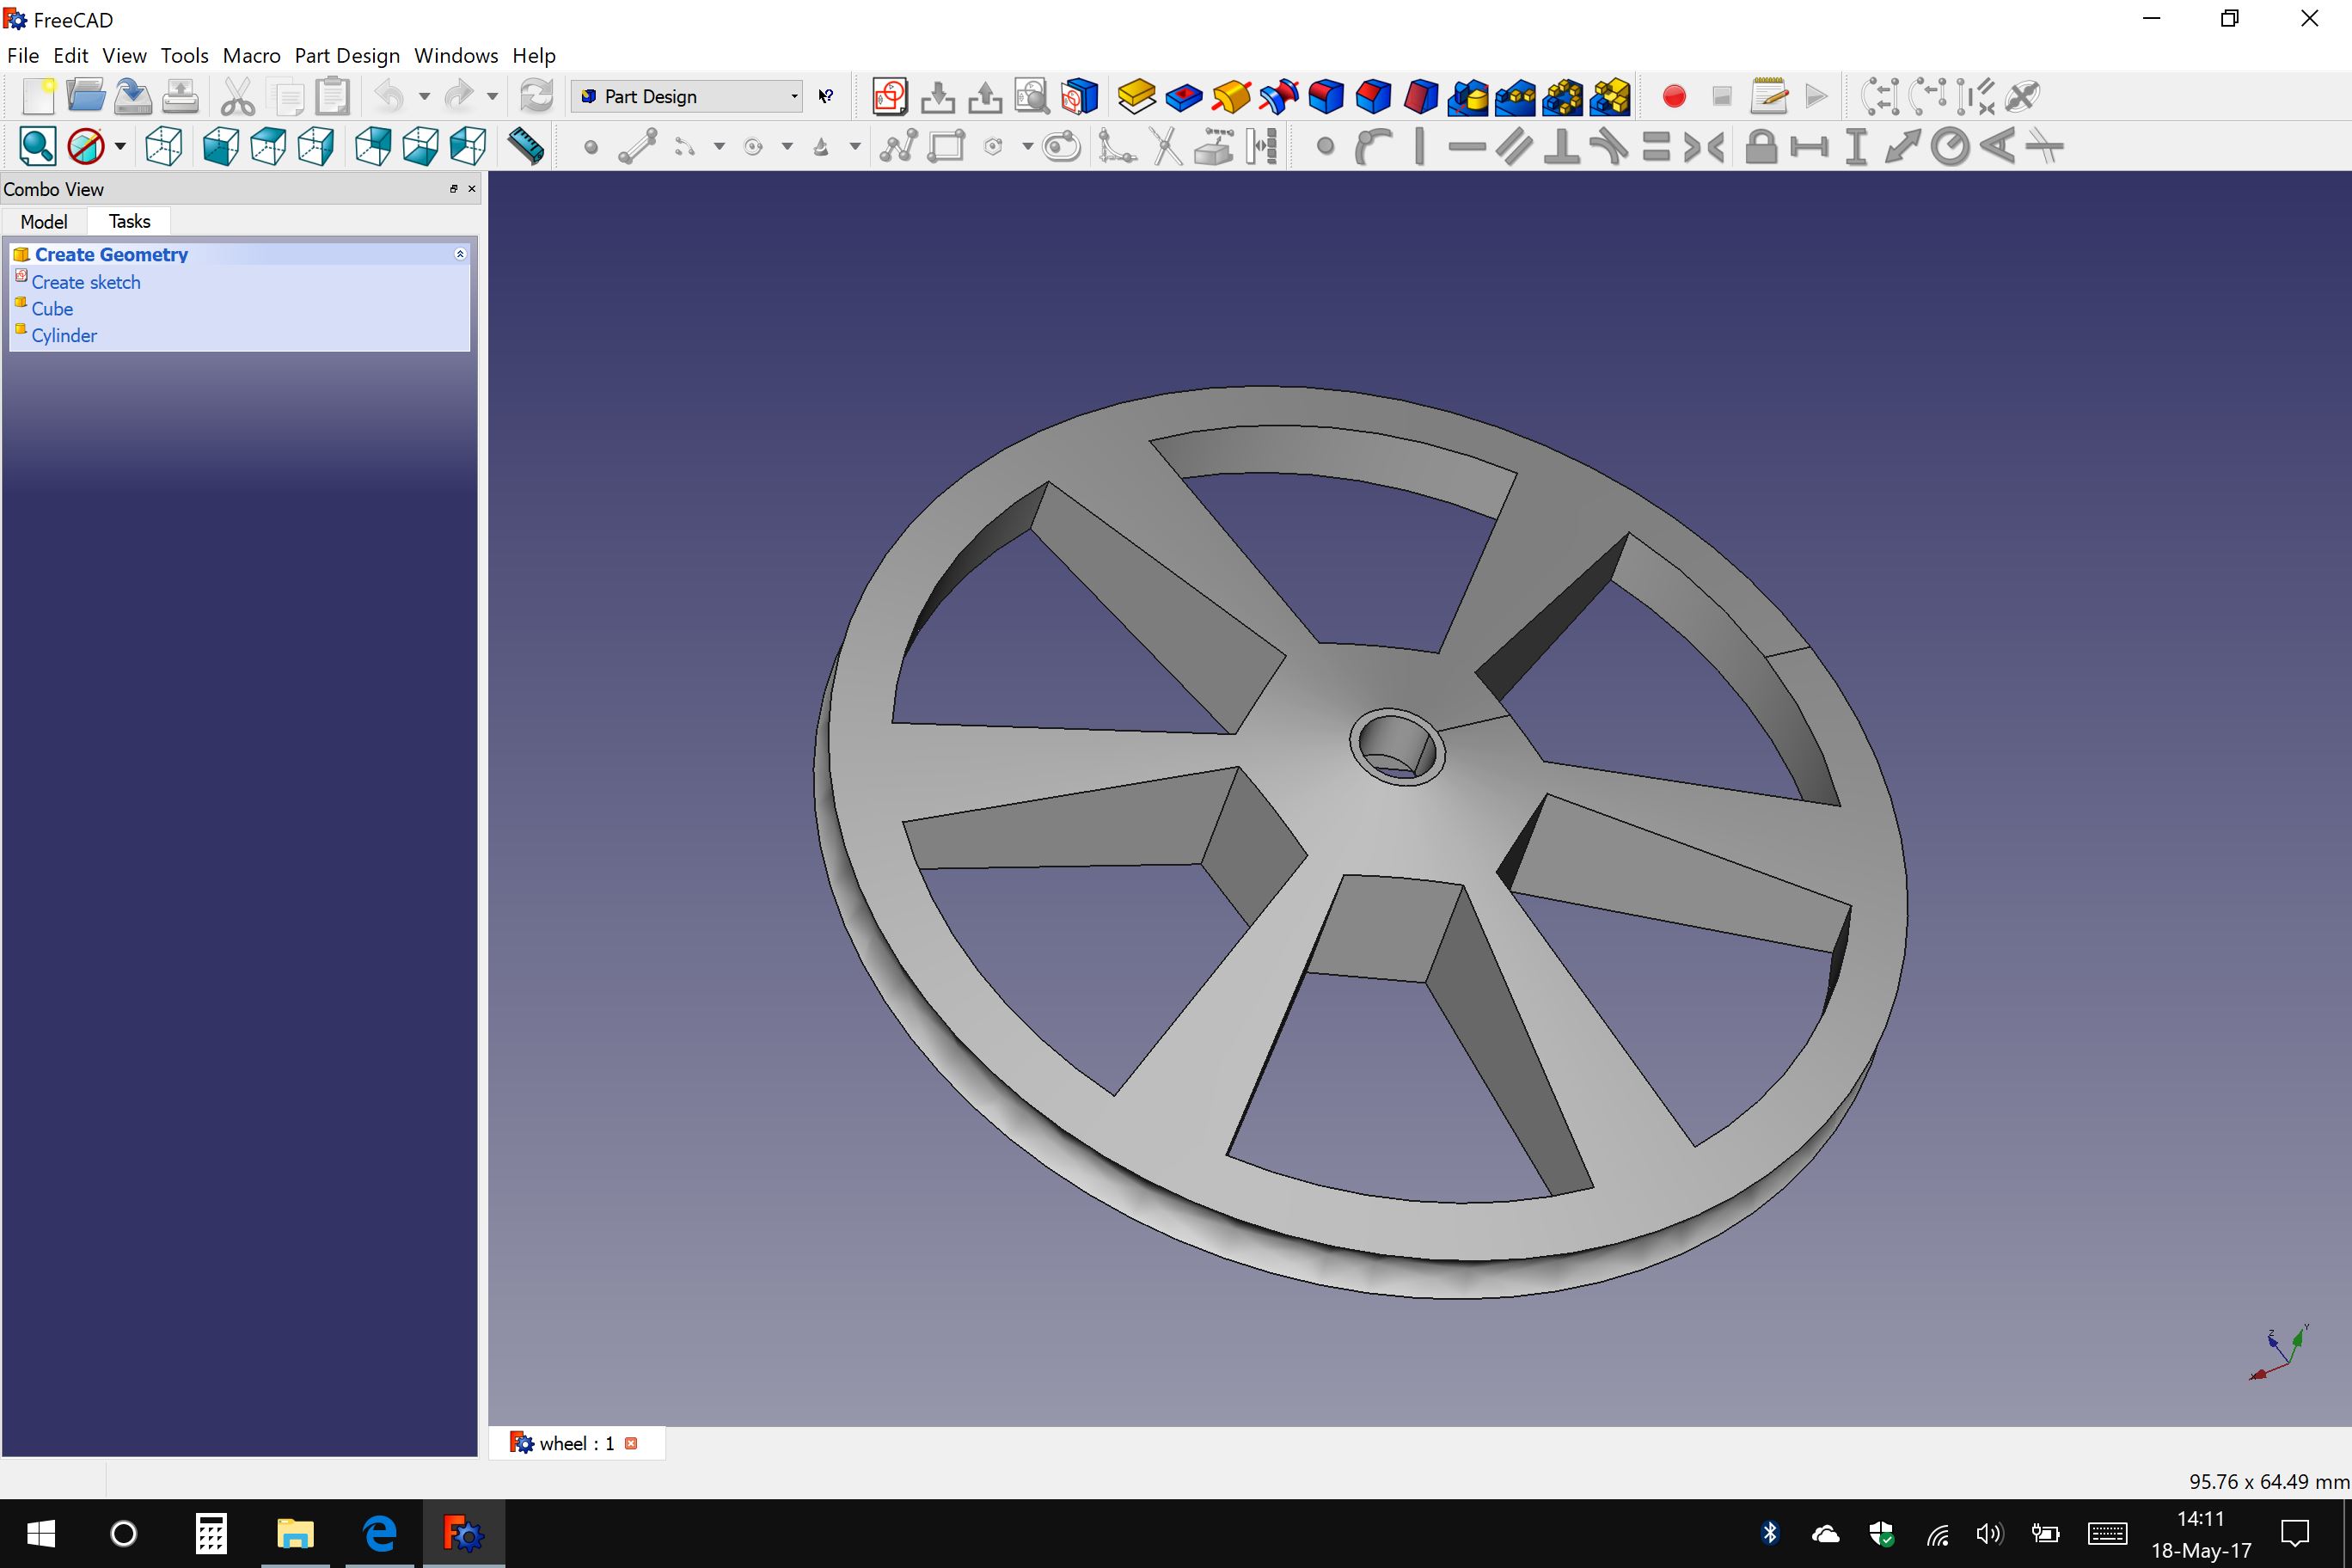 FreeCAD
File Edit View Tools Macro Part Design Windows Help
Part Design
Combo View
Model Tasks
Create Geometry
Create sketch
Cube
Cylinder
Z Y
X
wheel : 1
95.76 x 64.49 mm
14:11
18-May-17